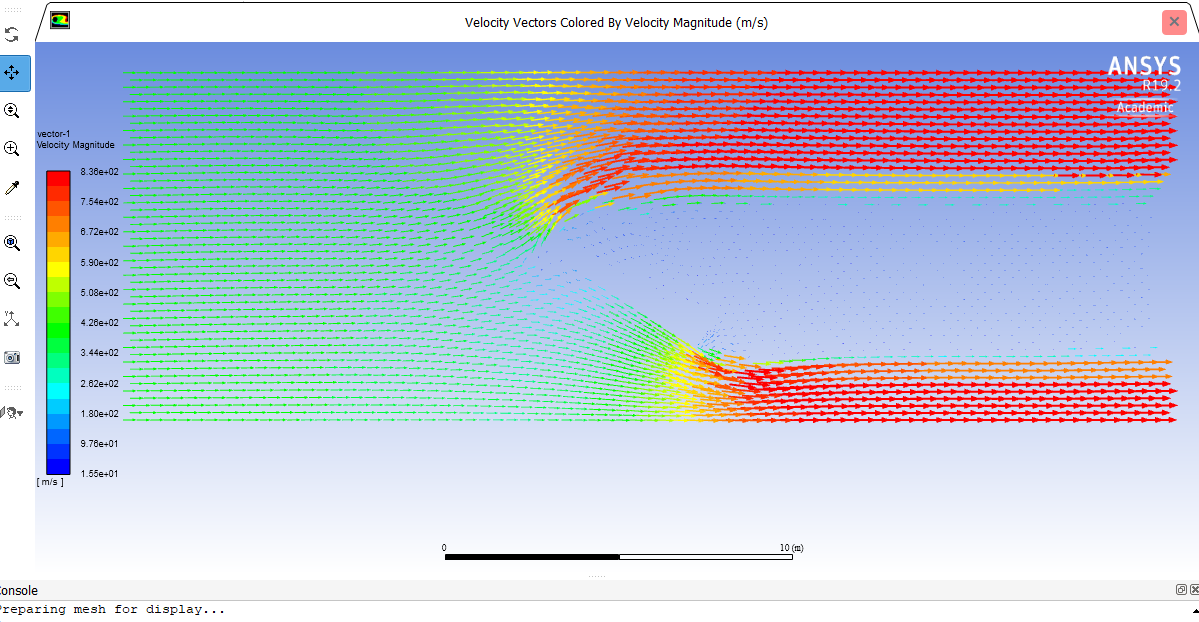 Velocity Vectors Colored By Velocity Magnitude (m/s)
ANSYS
R19.2
Academic
vector-1
Velocity Magnitude
8.36e+02
7.54e+02
6.72e+02
5.90e+02
5.08e+02
4.26e+02
3.44e+02
2.62e+02
1.80e+02
9.76e+01
1.55e+01
[ m/s ]
0 10 (m)
onsole
reparing mesh for display...